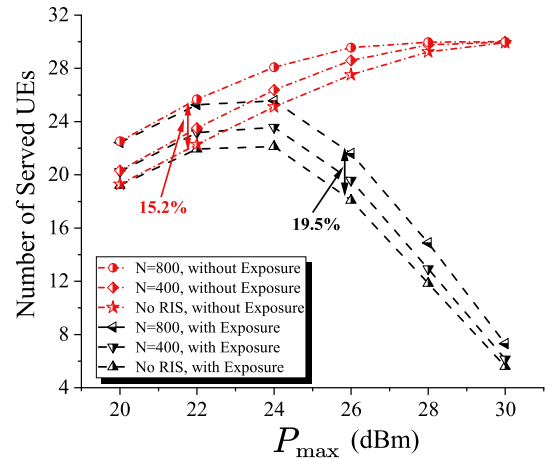 Number of Served UEs
32
28
24
20
16
12
8
4
15.2%
19.5%
N=800, without Exposure
N=400, without Exposure
No RIS, without Exposure
N=800, with Exposure
N=400, with Exposure
No RIS, with Exposure
20 22 24 26 28 30
Pmax (dBm)